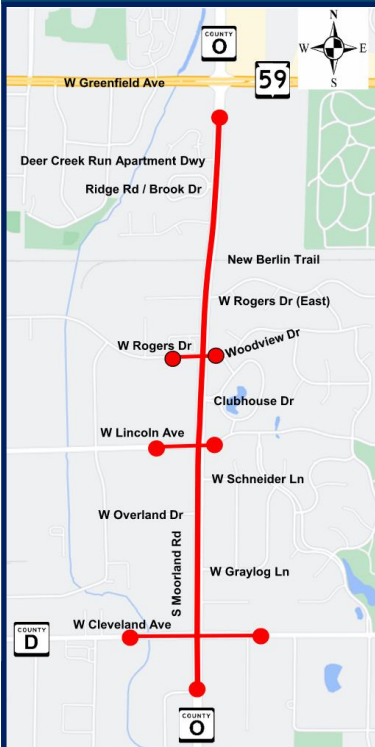 COUNTY
O
N
W E
S
59
W Greenfield Ave
Deer Creek Run Apartment Dwy
Ridge Rd / Brook Dr
New Berlin Trail
W Rogers Dr (East)
W Rogers Dr
Woodview Dr
Clubhouse Dr
W Lincoln Ave
W Schneider Ln
W Overland Dr
S Moorland Rd
W Graylog Ln
W Cleveland Ave
COUNTY
D
COUNTY
O